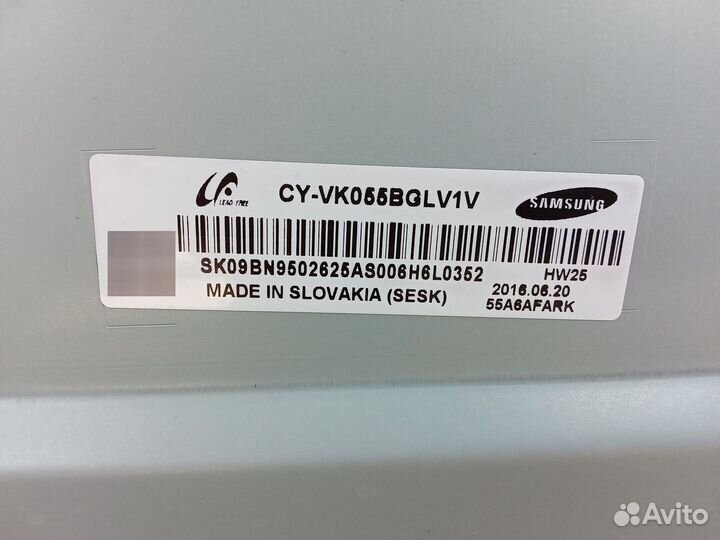 LEAD FREE
CY-VK055BGLV1V
SAMSUNG
SK09BN9502625AS006H6L0352
HW25
MADE IN SLOVAKIA (SESK)
2016.06.20
55A6AFARK
Avito